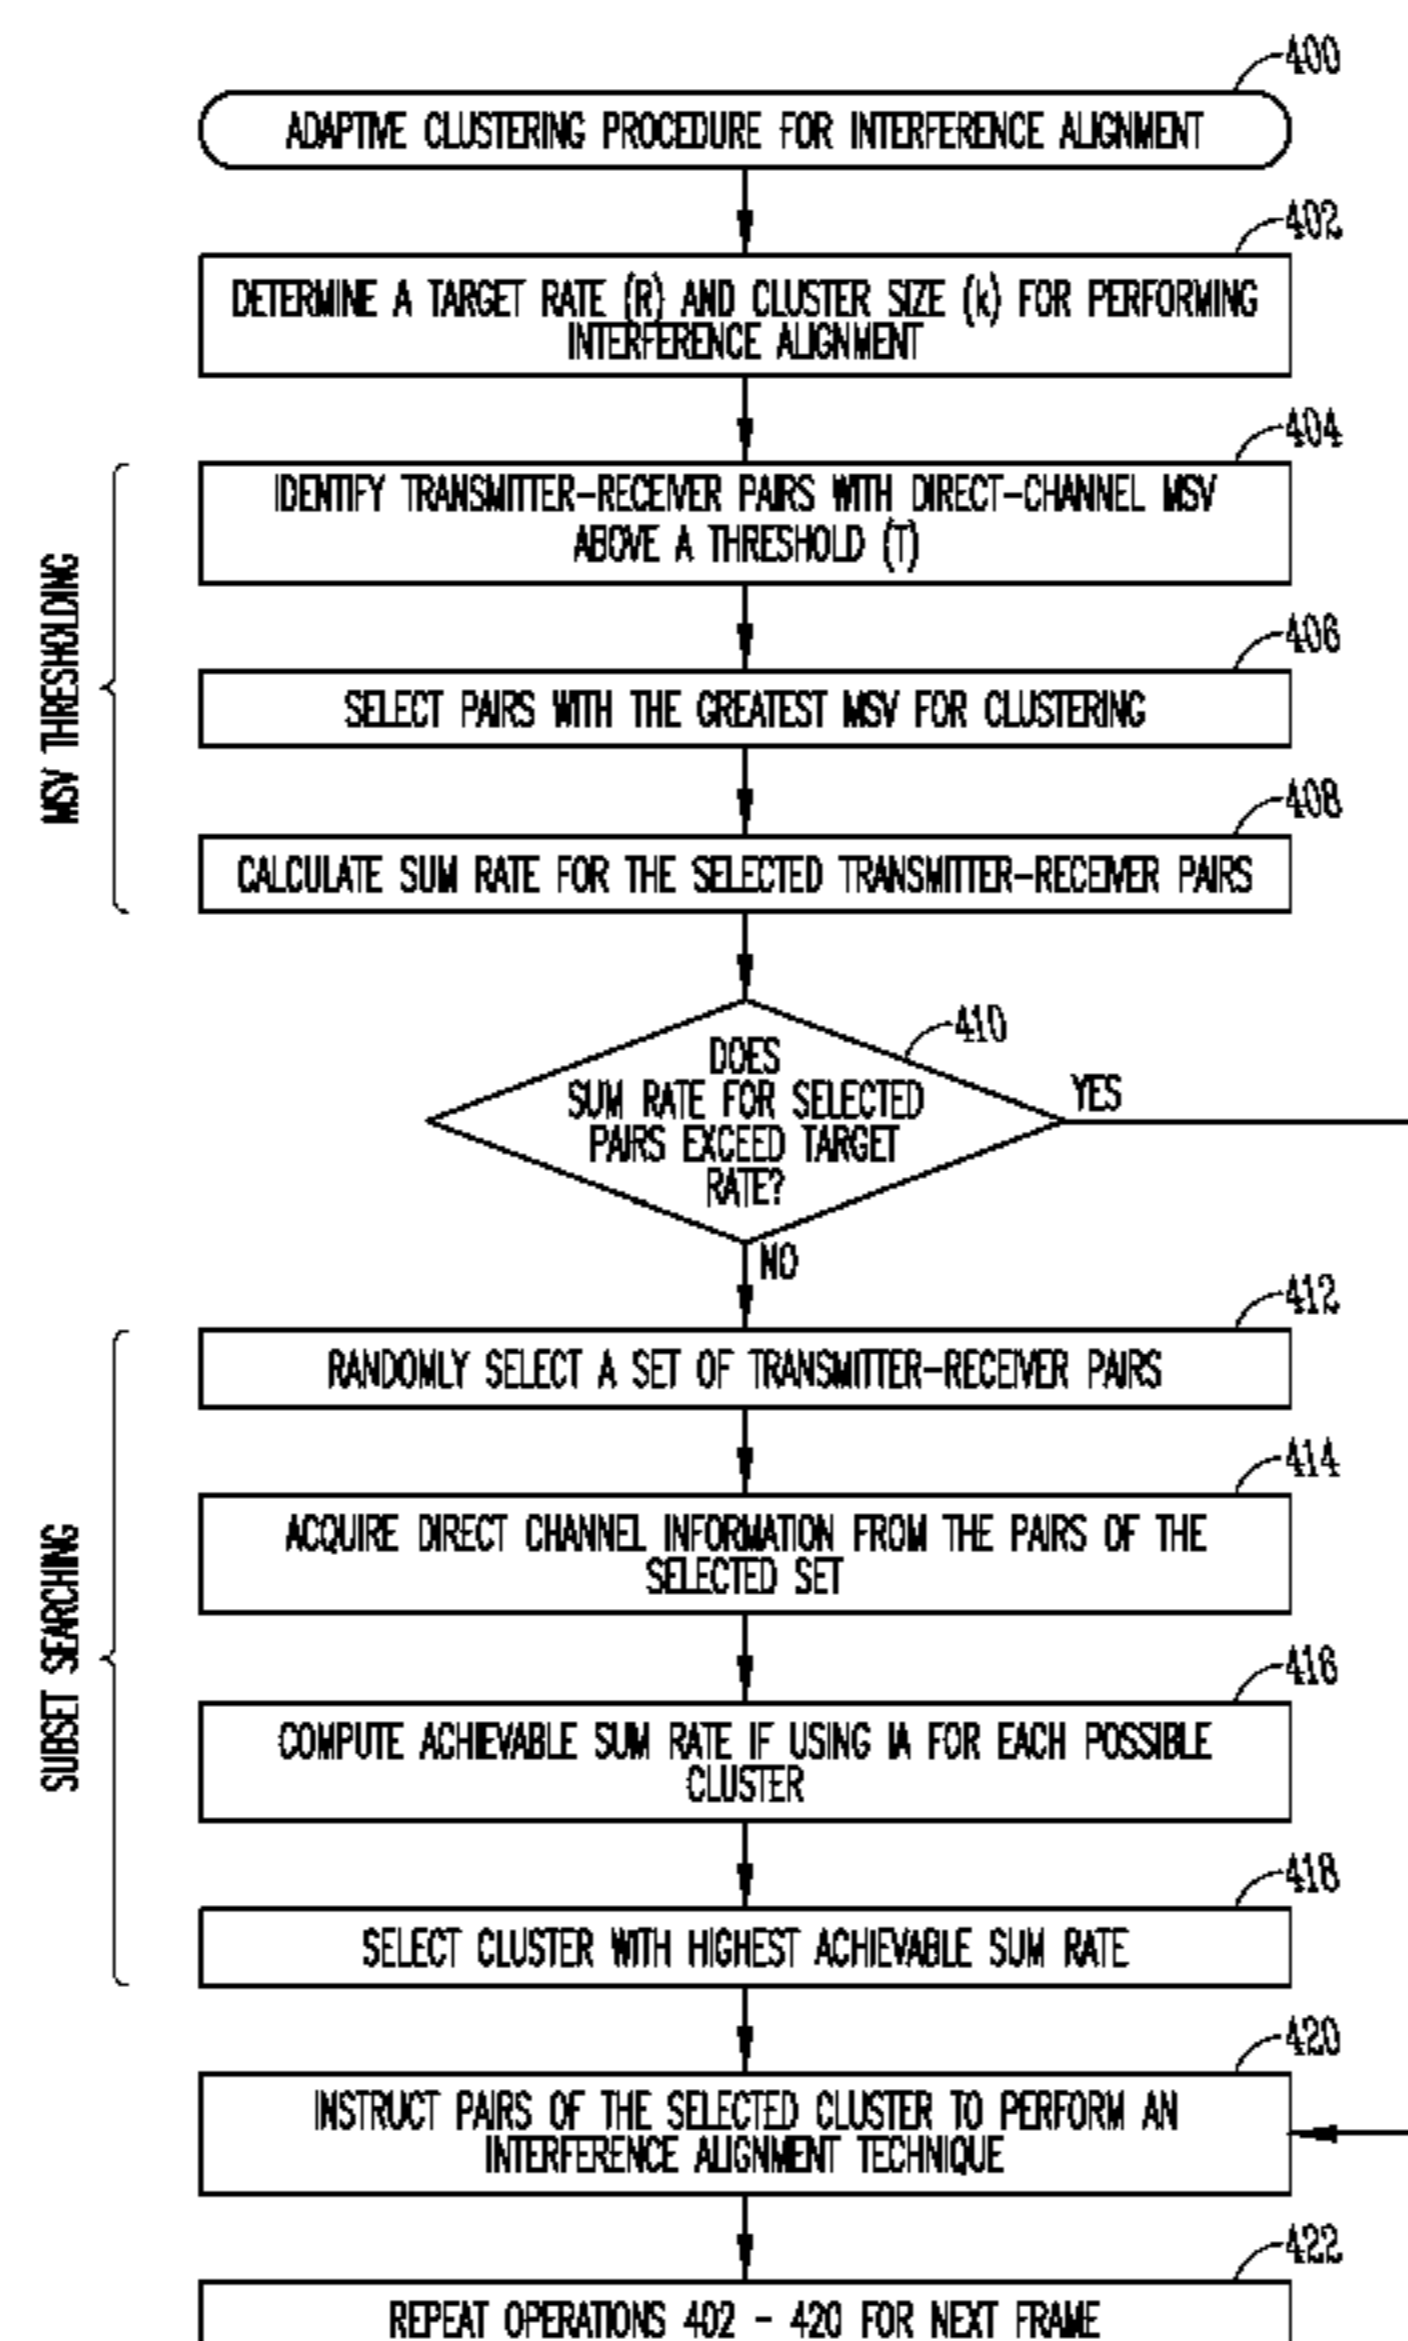 400
ADAPTIVE CLUSTERING PROCEDURE FOR INTERFERENCE ALIGNMENT
402
DETERMINE A TARGET RATE (R) AND CLUSTER SIZE (k) FOR PERFORMING
INTERFERENCE ALIGNMENT
MSV THRESHOLDING
404
IDENTIFY TRANSMITTER-RECEIVER PAIRS WITH DIRECT-CHANNEL MSV
ABOVE A THRESHOLD (T)
406
SELECT PAIRS WITH THE GREATEST MSV FOR CLUSTERING
408
CALCULATE SUM RATE FOR THE SELECTED TRANSMITTER-RECEIVER PAIRS
410
DOES
SUM RATE FOR SELECTED
PAIRS EXCEED TARGET
RATE?
YES
NO
SUBSET SEARCHING
412
RANDOMLY SELECT A SET OF TRANSMITTER-RECEIVER PAIRS
414
ACQUIRE DIRECT CHANNEL INFORMATION FROM THE PAIRS OF THE
SELECTED SET
416
COMPUTE ACHIEVABLE SUM RATE IF USING IA FOR EACH POSSIBLE
CLUSTER
418
SELECT CLUSTER WITH HIGHEST ACHIEVABLE SUM RATE
420
INSTRUCT PAIRS OF THE SELECTED CLUSTER TO PERFORM AN
INTERFERENCE ALIGNMENT TECHNIQUE
422
REPEAT OPERATIONS 402 - 420 FOR NEXT FRAME